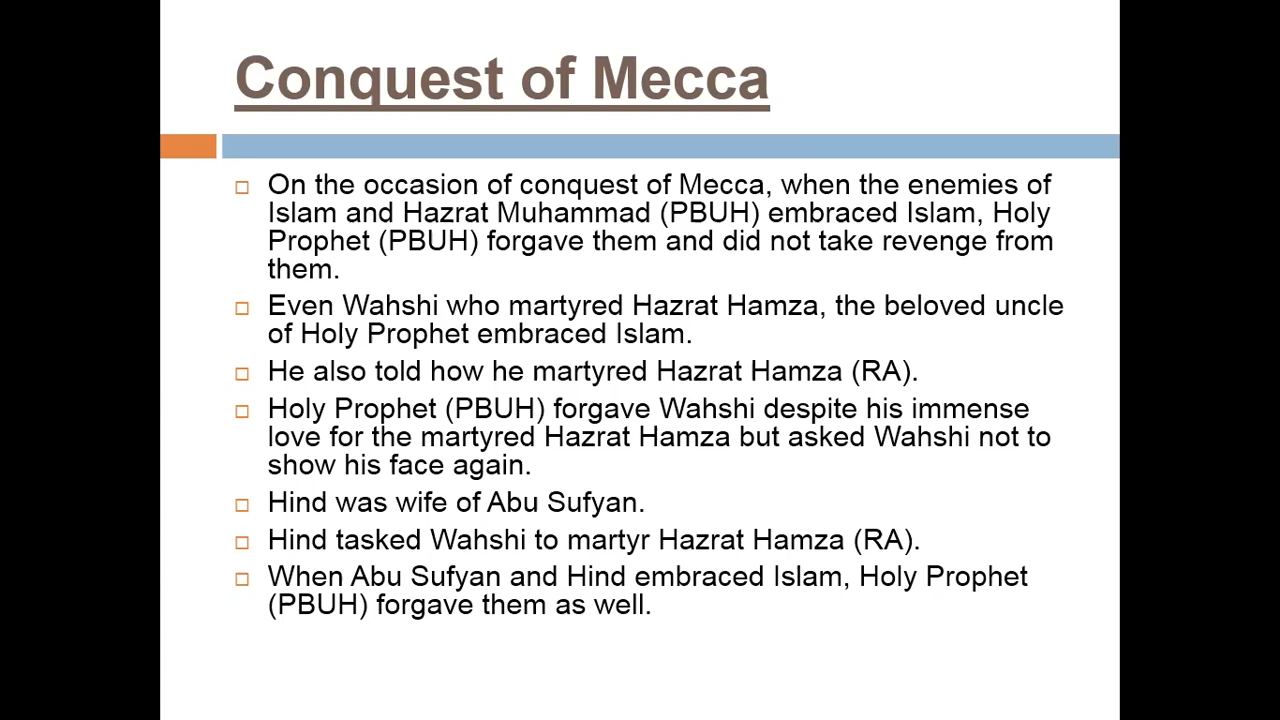 Conquest of Mecca
On the occasion of conquest of Mecca, when the enemies of
Islam and Hazrat Muhammad (PBUH) embraced Islam, Holy
Prophet (PBUH) forgave them and did not take revenge from
them.
Even Wahshi who martyred Hazrat Hamza, the beloved uncle
of Holy Prophet embraced Islam.
He also told how he martyred Hazrat Hamza (RA).
Holy Prophet (PBUH) forgave Wahshi despite his immense
love for the martyred Hazrat Hamza but asked Wahshi not to
show his face again.
Hind was wife of Abu Sufyan.
Hind tasked Wahshi to martyr Hazrat Hamza (RA).
When Abu Sufyan and Hind embraced Islam, Holy Prophet
(PBUH) forgave them as well.